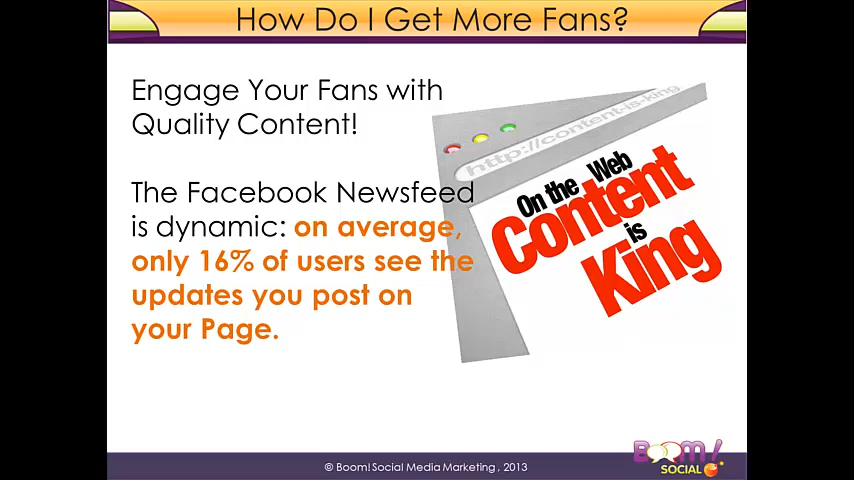 How Do I Get More Fans?
Engage Your Fans with
Quality Content!
The Facebook Newsfeed
is dynamic: on average,
only 16% of users see the
updates you post on
your Page.
http://content-is-king
On the Web
Content
is
King
BOOM!
SOCIAL
© Boom! Social Media Marketing , 2013